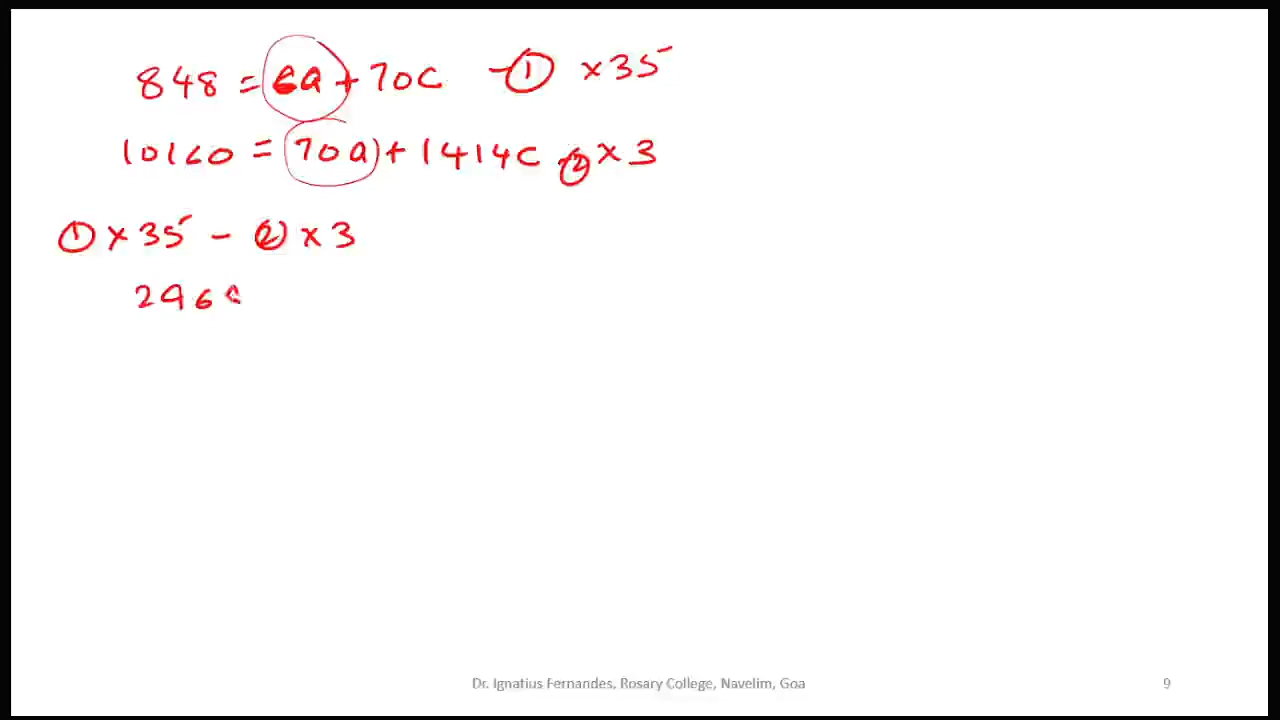 848 = 6a + 70c - ① × 35
10160 = 70a + 1414c ② × 3
① × 35 - ② × 3
296
Dr. Ignatius Fernandes, Rosary College, Navelim, Goa
9